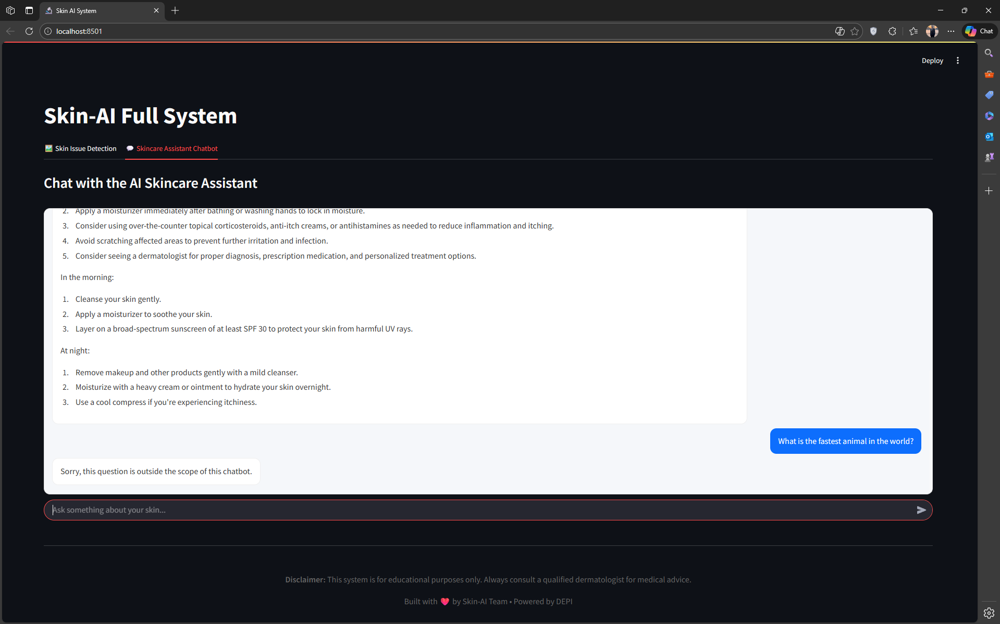 Skin AI System
localhost:8501
Chat
Deploy
Skin-AI Full System
Skin Issue Detection
Skincare Assistant Chatbot
Chat with the AI Skincare Assistant
2. Apply a moisturizer immediately after bathing or washing hands to lock in moisture.
3. Consider using over-the-counter topical corticosteroids, anti-itch creams, or antihistamines as needed to reduce inflammation and itching.
4. Avoid scratching affected areas to prevent further irritation and infection.
5. Consider seeing a dermatologist for proper diagnosis, prescription medication, and personalized treatment options.
In the morning:
1. Cleanse your skin gently.
2. Apply a moisturizer to soothe your skin.
3. Layer on a broad-spectrum sunscreen of at least SPF 30 to protect your skin from harmful UV rays.
At night:
1. Remove makeup and other products gently with a mild cleanser.
2. Moisturize with a heavy cream or ointment to hydrate your skin overnight.
3. Use a cool compress if you're experiencing itchiness.
What is the fastest animal in the world?
Sorry, this question is outside the scope of this chatbot.
Ask something about your skin...
Disclaimer: This system is for educational purposes only. Always consult a qualified dermatologist for medical advice.
Built with ❤️ by Skin-AI Team • Powered by DEPI